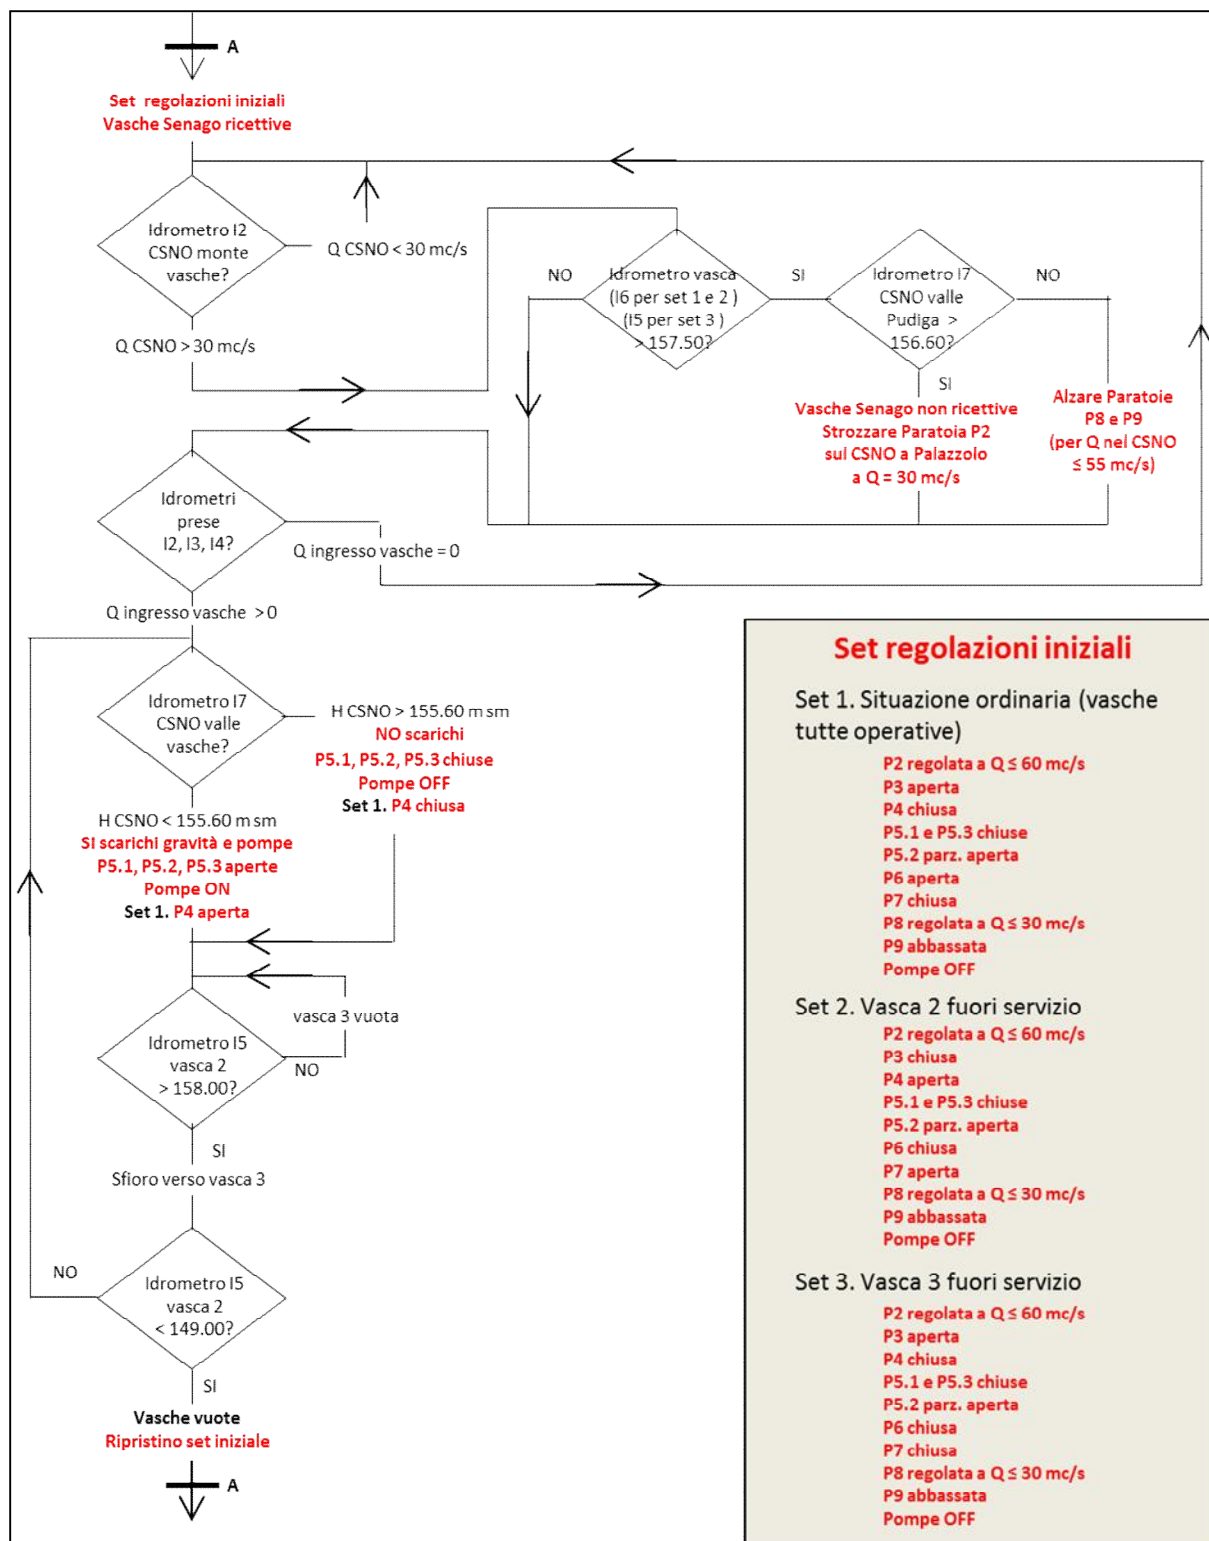 A
Set regolazioni iniziali
Vasche Senago ricettive
Idrometro I2
CSNO monte
vasche?
Q CSNO < 30 mc/s
Q CSNO > 30 mc/s
NO
Idrometro vasca
(I6 per set 1 e 2 )
(I5 per set 3 )
> 157.50?
SI
Idrometro I7
CSNO valle
Pudiga >
156.60?
NO
SI
Vasche Senago non ricettive
Strozzare Paratoia P2
sul CSNO a Palazzolo
a Q = 30 mc/s
Alzare Paratoie
P8 e P9
(per Q nel CSNO
≤ 55 mc/s)
Idrometri
prese
I2, I3, I4?
Q ingresso vasche = 0
Q ingresso vasche > 0
Idrometro I7
CSNO valle
vasche?
H CSNO > 155.60 m sm
NO scarichi
P5.1, P5.2, P5.3 chiuse
Pompe OFF
Set 1. P4 chiusa
H CSNO < 155.60 m sm
SI scarichi gravità e pompe
P5.1, P5.2, P5.3 aperte
Pompe ON
Set 1. P4 aperta
vasca 3 vuota
Idrometro I5
vasca 2
> 158.00?
NO
SI
Sfioro verso vasca 3
NO
Idrometro I5
vasca 2
< 149.00?
SI
Vasche vuote
Ripristino set iniziale
A
Set regolazioni iniziali
Set 1. Situazione ordinaria (vasche
tutte operative)
P2 regolata a Q ≤ 60 mc/s
P3 aperta
P4 chiusa
P5.1 e P5.3 chiuse
P5.2 parz. aperta
P6 aperta
P7 chiusa
P8 regolata a Q ≤ 30 mc/s
P9 abbassata
Pompe OFF
Set 2. Vasca 2 fuori servizio
P2 regolata a Q ≤ 60 mc/s
P3 chiusa
P4 aperta
P5.1 e P5.3 chiuse
P5.2 parz. aperta
P6 chiusa
P7 aperta
P8 regolata a Q ≤ 30 mc/s
P9 abbassata
Pompe OFF
Set 3. Vasca 3 fuori servizio
P2 regolata a Q ≤ 60 mc/s
P3 aperta
P4 chiusa
P5.1 e P5.3 chiuse
P5.2 parz. aperta
P6 chiusa
P7 chiusa
P8 regolata a Q ≤ 30 mc/s
P9 abbassata
Pompe OFF